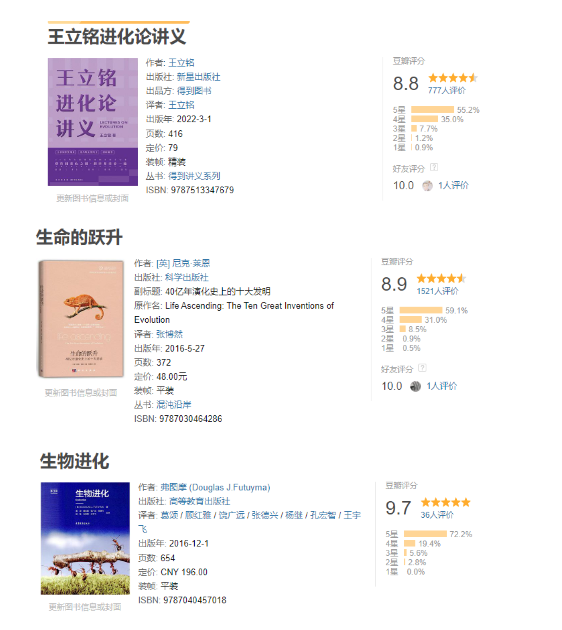 王立铭进化论讲义
王立铭
进化论
讲义
LECTURES ON
EVOLUTION
王立铭 著
更新图书信息或封面
作者: 王立铭
出版社: 新星出版社
出品方: 得到图书
译者: 王立铭
出版年: 2022-3-1
页数: 416
定价: 79
装帧: 精装
丛书: 得到讲义系列
ISBN: 9787513347679
豆瓣评分
8.8
777人评价
5星 55.2%
4星 35.0%
3星 7.7%
2星 1.2%
1星 0.9%
好友评分 ?
10.0 1人评价
生命的跃升
生命的跃升
更新图书信息或封面
作者: [英] 尼克·莱恩
出版社: 科学出版社
副标题: 40亿年演化史上的十大发明
原作名: Life Ascending: The Ten Great Inventions of
Evolution
译者: 张博然
出版年: 2016-5-27
页数: 372
定价: 48.00元
装帧: 平装
丛书: 混沌沿岸
ISBN: 9787030464286
豆瓣评分
8.9
1521人评价
5星 59.1%
4星 31.0%
3星 8.5%
2星 0.9%
1星 0.5%
好友评分 ?
10.0 1人评价
生物进化
生物进化
更新图书信息或封面
作者: 弗图摩 (Douglas J.Futuyma)
出版社: 高等教育出版社
译者: 葛颂 / 顾红雅 / 饶广远 / 张德兴 / 杨继 / 孔宏智 / 王宇
飞
出版年: 2016-12-1
页数: 654
定价: CNY 196.00
装帧: 平装
ISBN: 9787040457018
豆瓣评分
9.7
36人评价
5星 72.2%
4星 19.4%
3星 5.6%
2星 2.8%
1星 0.0%